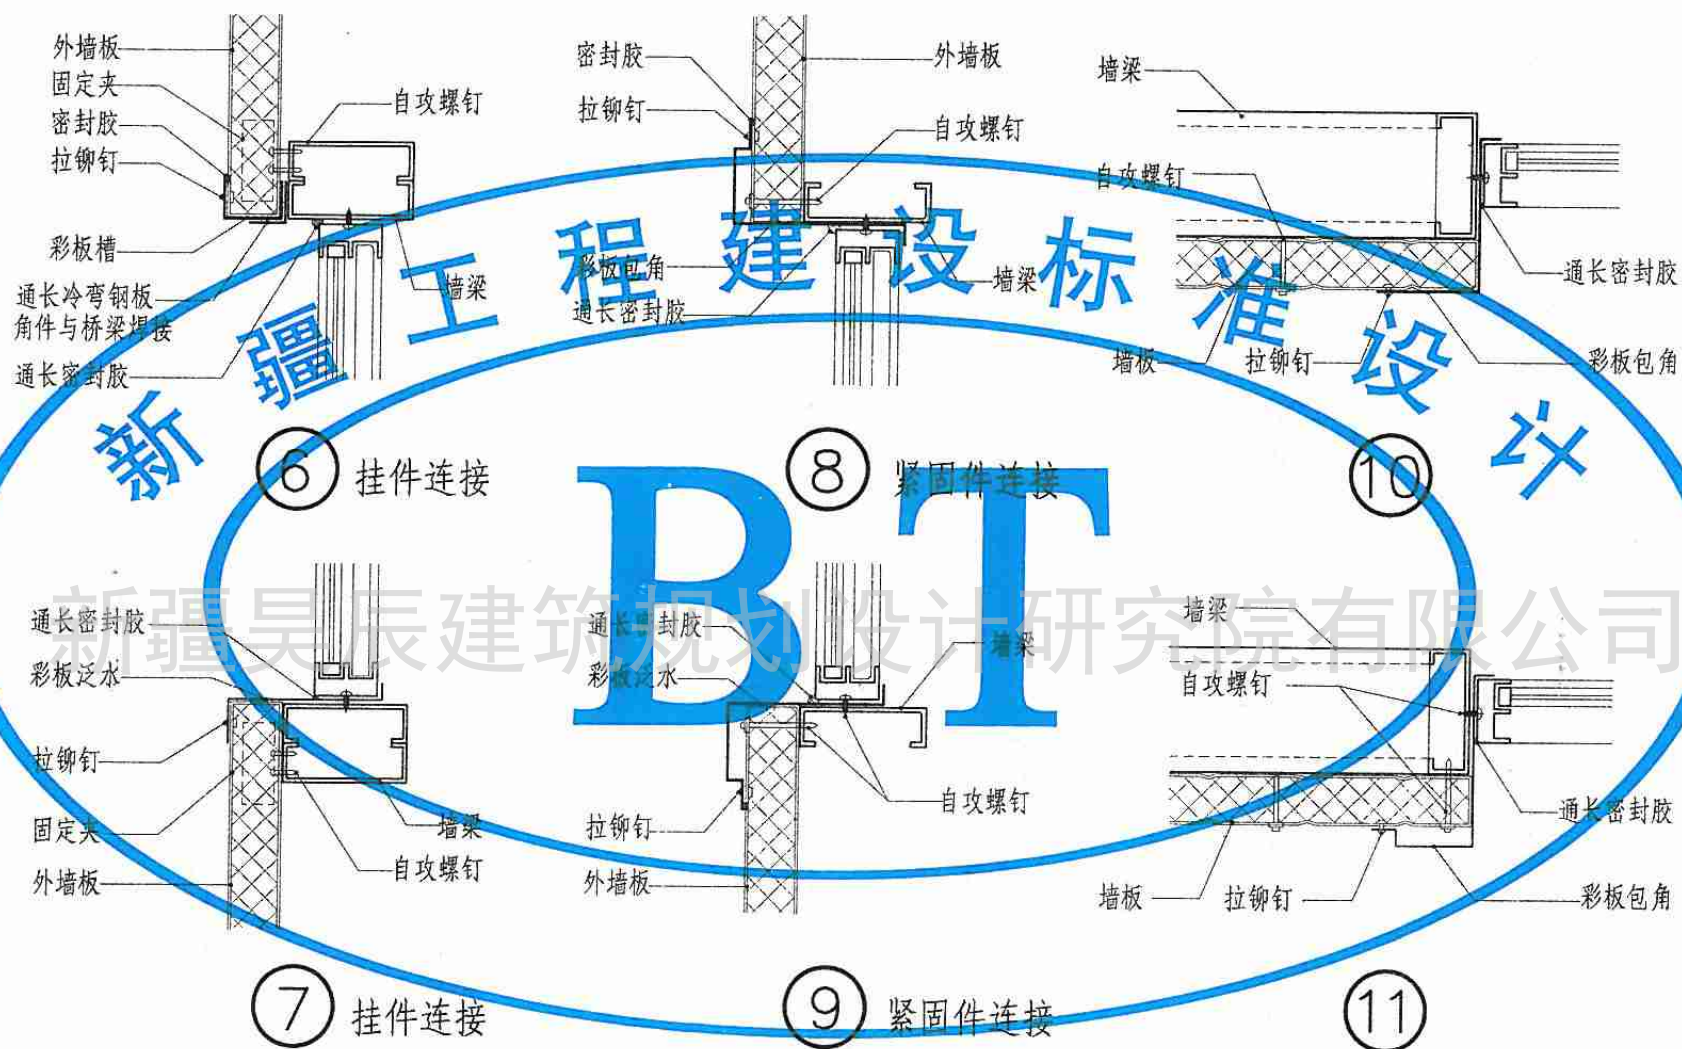 外墙板
固定夹
密封胶
拉铆钉
自攻螺钉
彩板槽
通长冷弯钢板
角件与桥梁焊接
通长密封胶
墙梁
⑥ 挂件连接
密封胶
外墙板
拉铆钉
自攻螺钉
彩板包角
通长密封胶
墙梁
⑧ 紧固件连接
墙梁
自攻螺钉
通长密封胶
墙板
拉铆钉
彩板包角
⑩
新疆工程建设标准设计
BT
新疆昊辰建筑规划设计研究院有限公司
通长密封胶
彩板泛水
拉铆钉
固定夹
外墙板
墙梁
自攻螺钉
⑦ 挂件连接
通长密封胶
彩板泛水
墙梁
自攻螺钉
拉铆钉
外墙板
⑨ 紧固件连接
墙梁
自攻螺钉
通长密封胶
墙板
拉铆钉
彩板包角
⑪